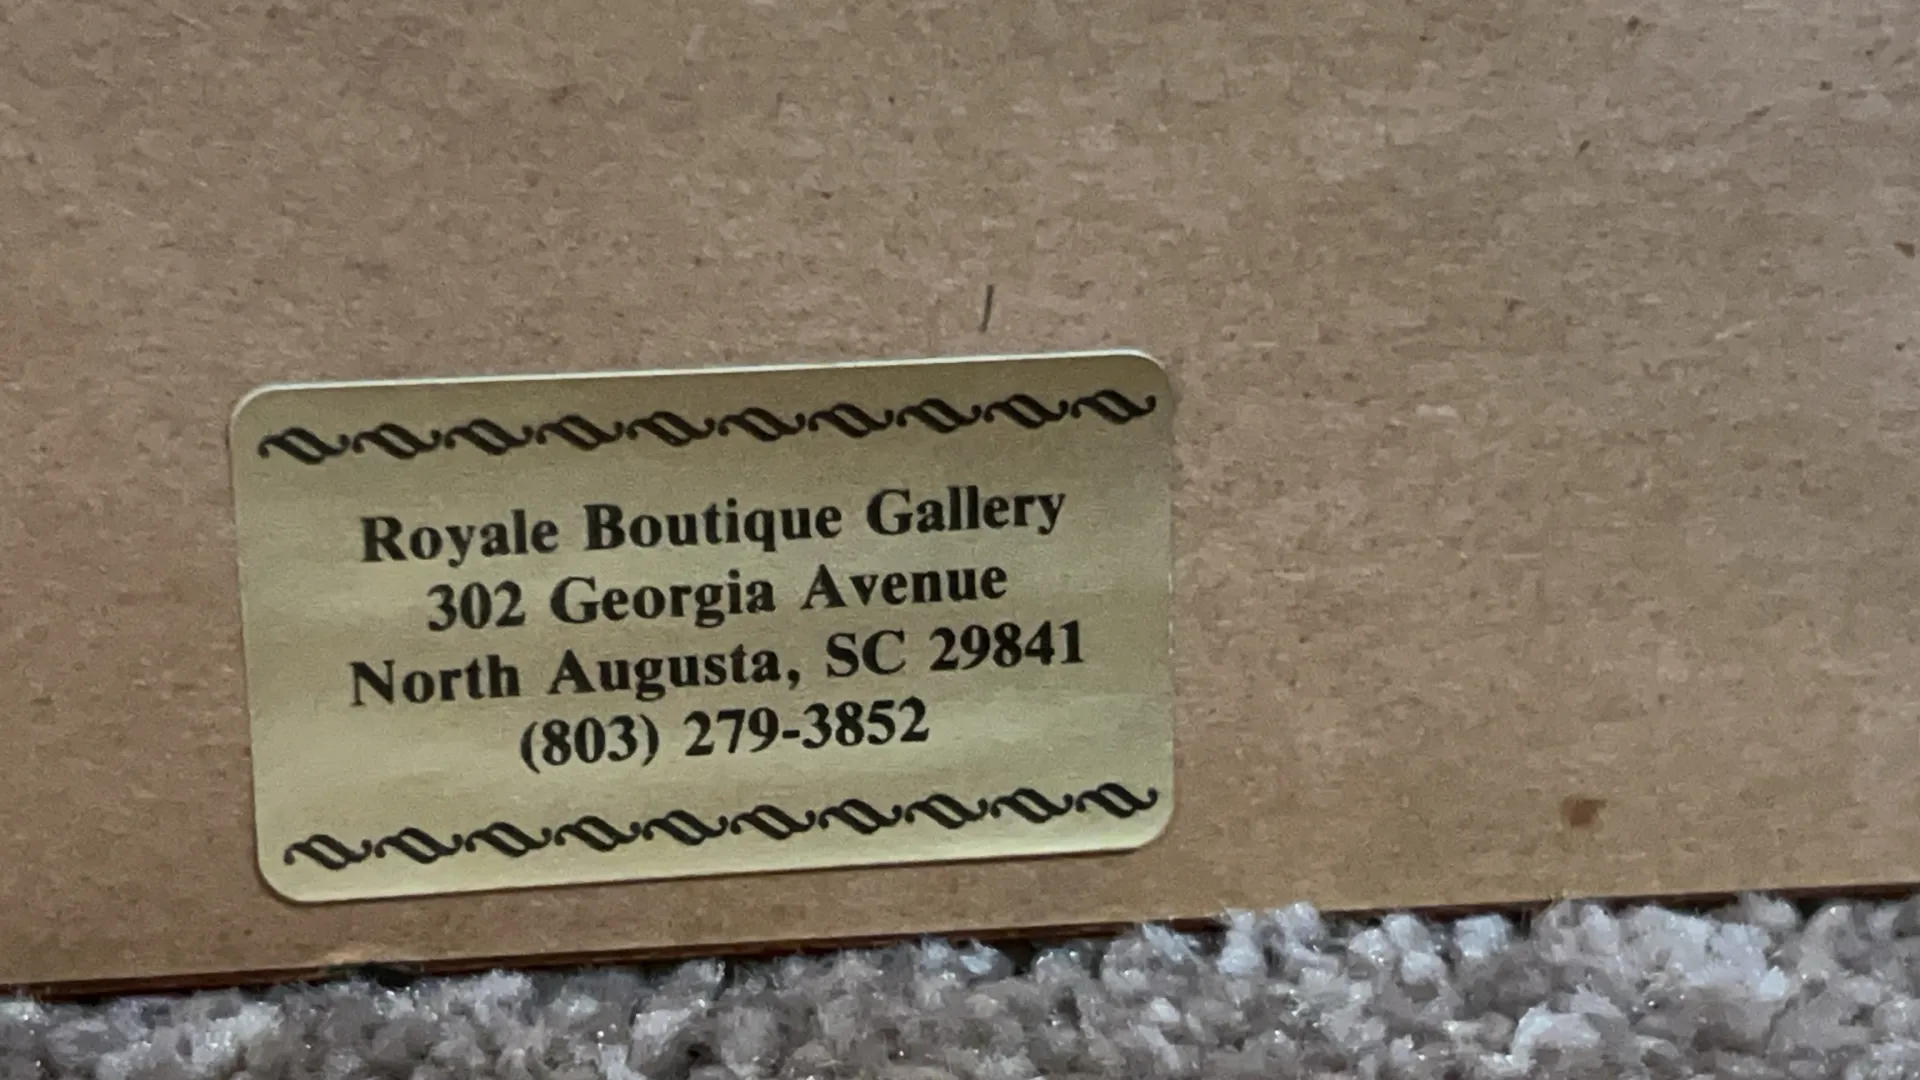 Royale Boutique Gallery
302 Georgia Avenue
North Augusta, SC 29841
(803) 279-3852